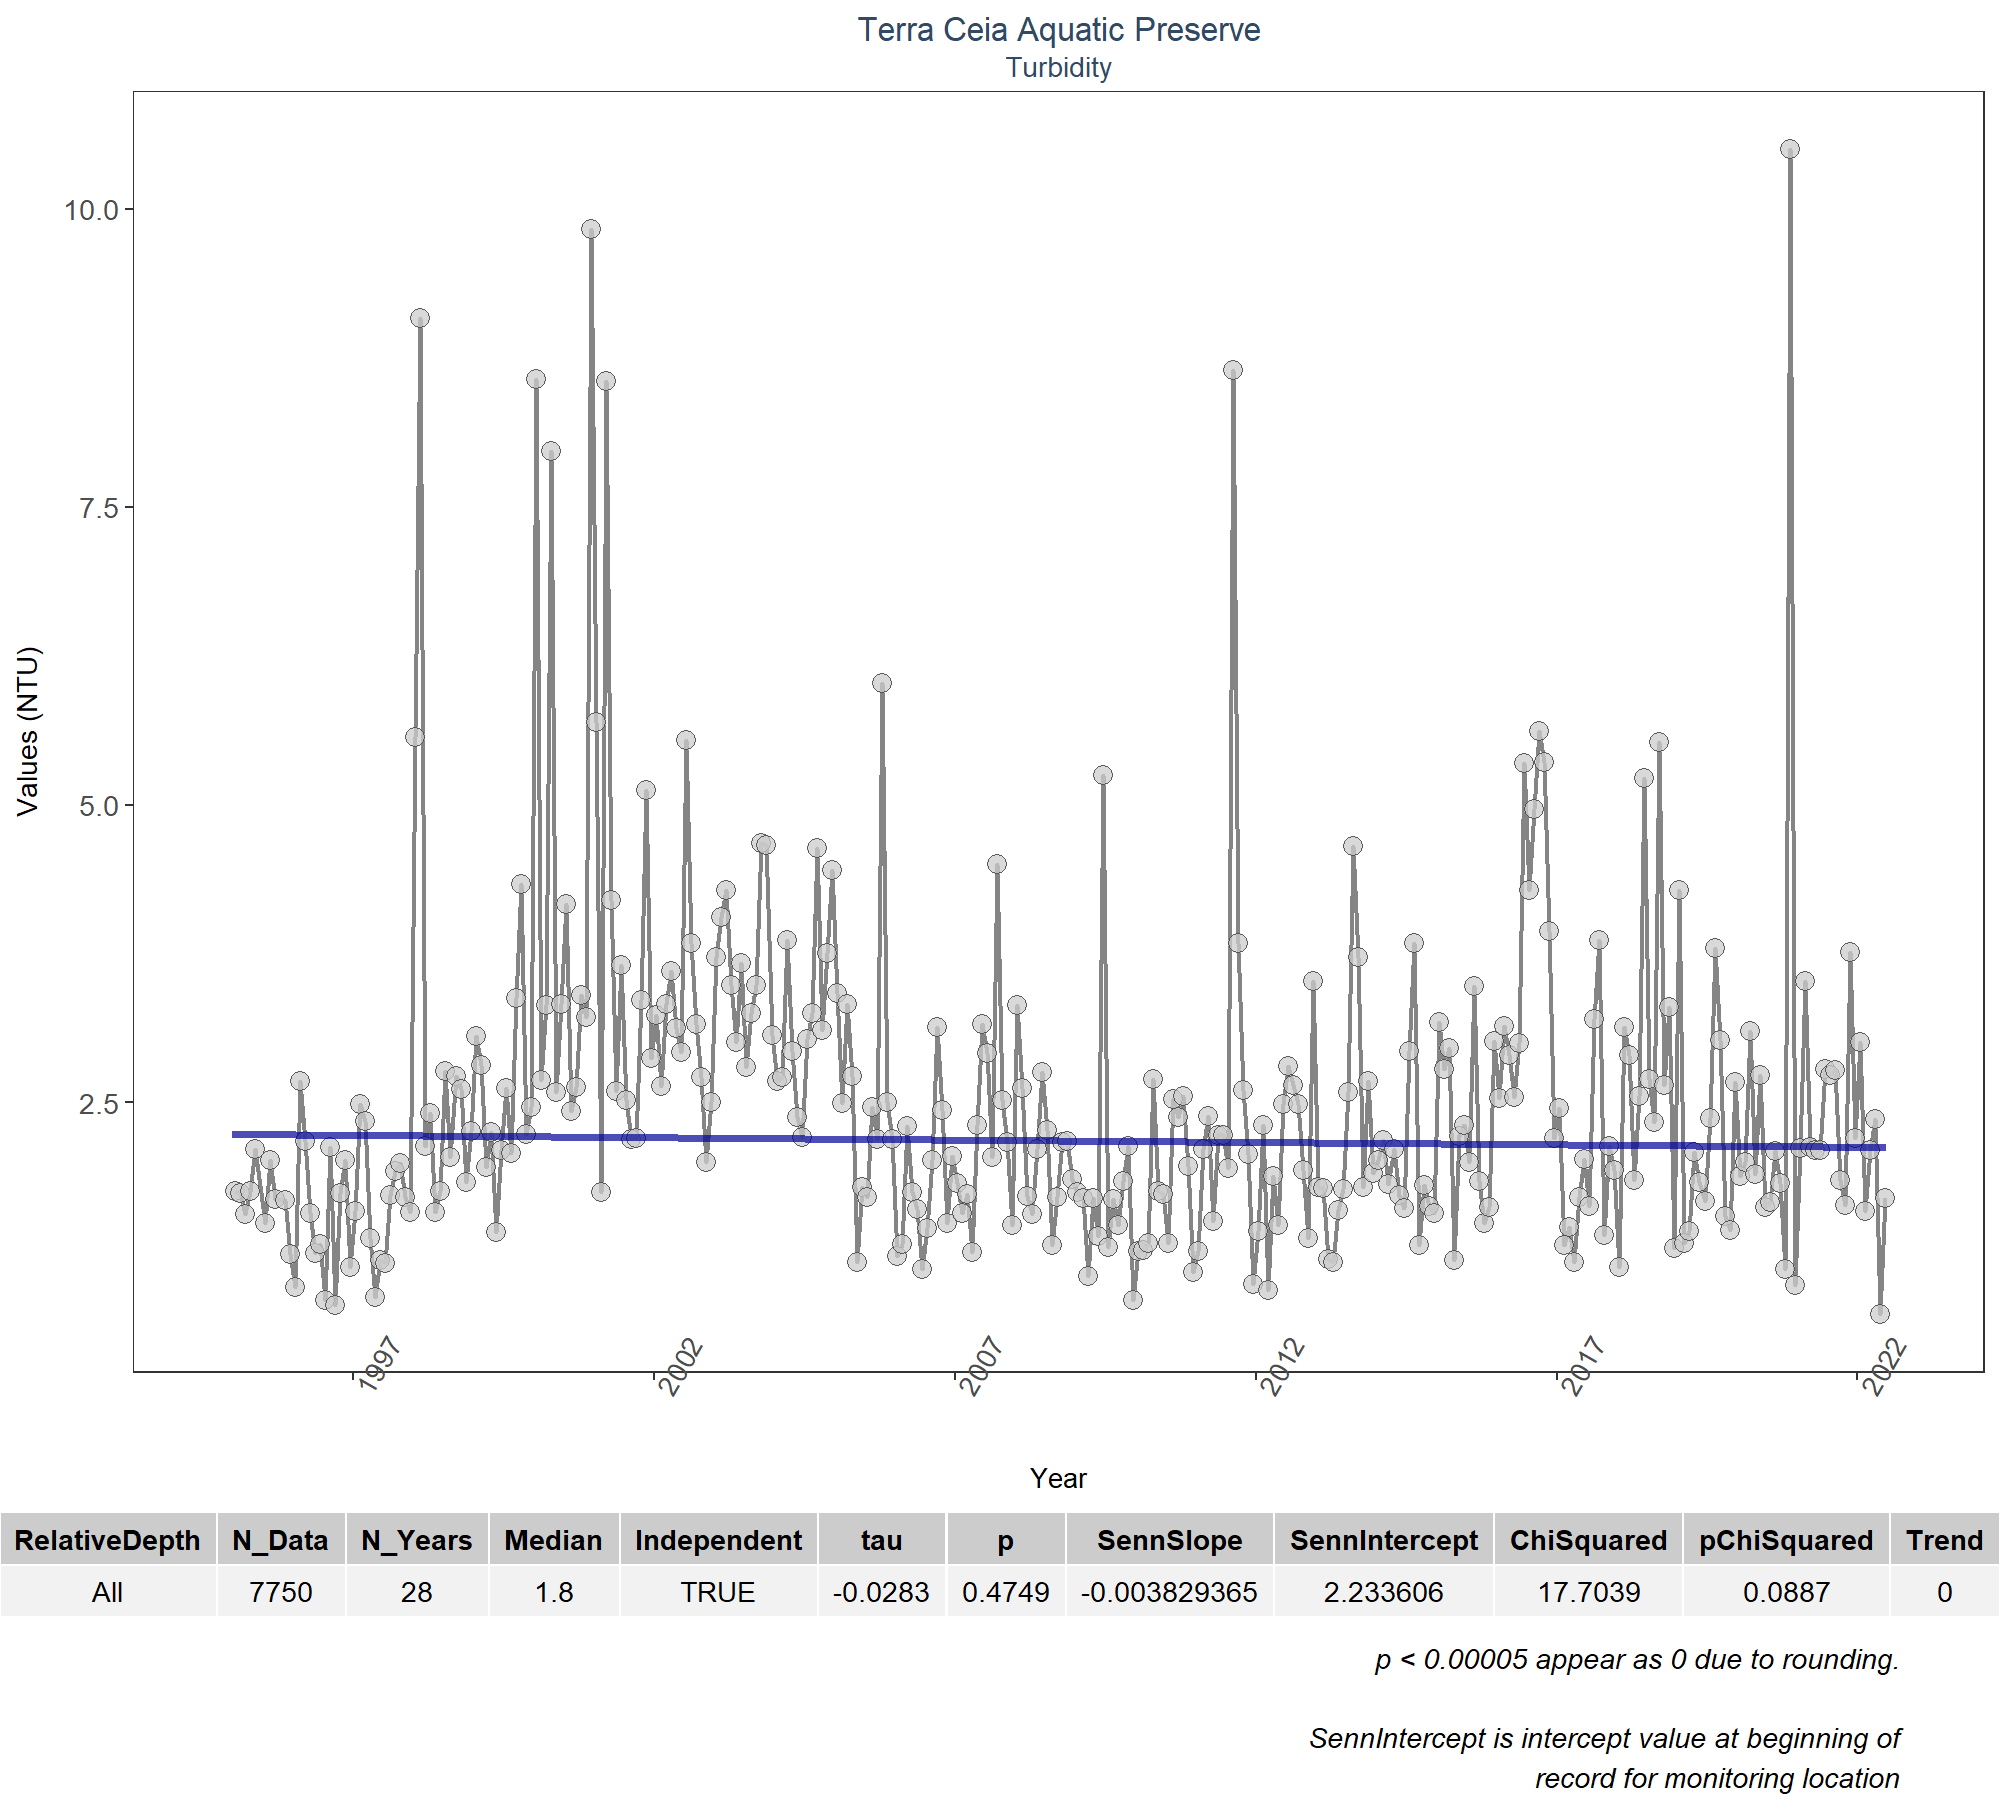 Terra Ceia Aquatic Preserve
Turbidity
Values (NTU)
10.0
7.5
5.0
2.5
1997 2002 2007 2012 2017 2022
Year
RelativeDepth N_Data N_Years Median Independent tau p SennSlope SennIntercept ChiSquared pChiSquared Trend
All 7750 28 1.8 TRUE -0.0283 0.4749 -0.003829365 2.233606 17.7039 0.0887 0
p < 0.00005 appear as 0 due to rounding.
SennIntercept is intercept value at beginning of
record for monitoring location